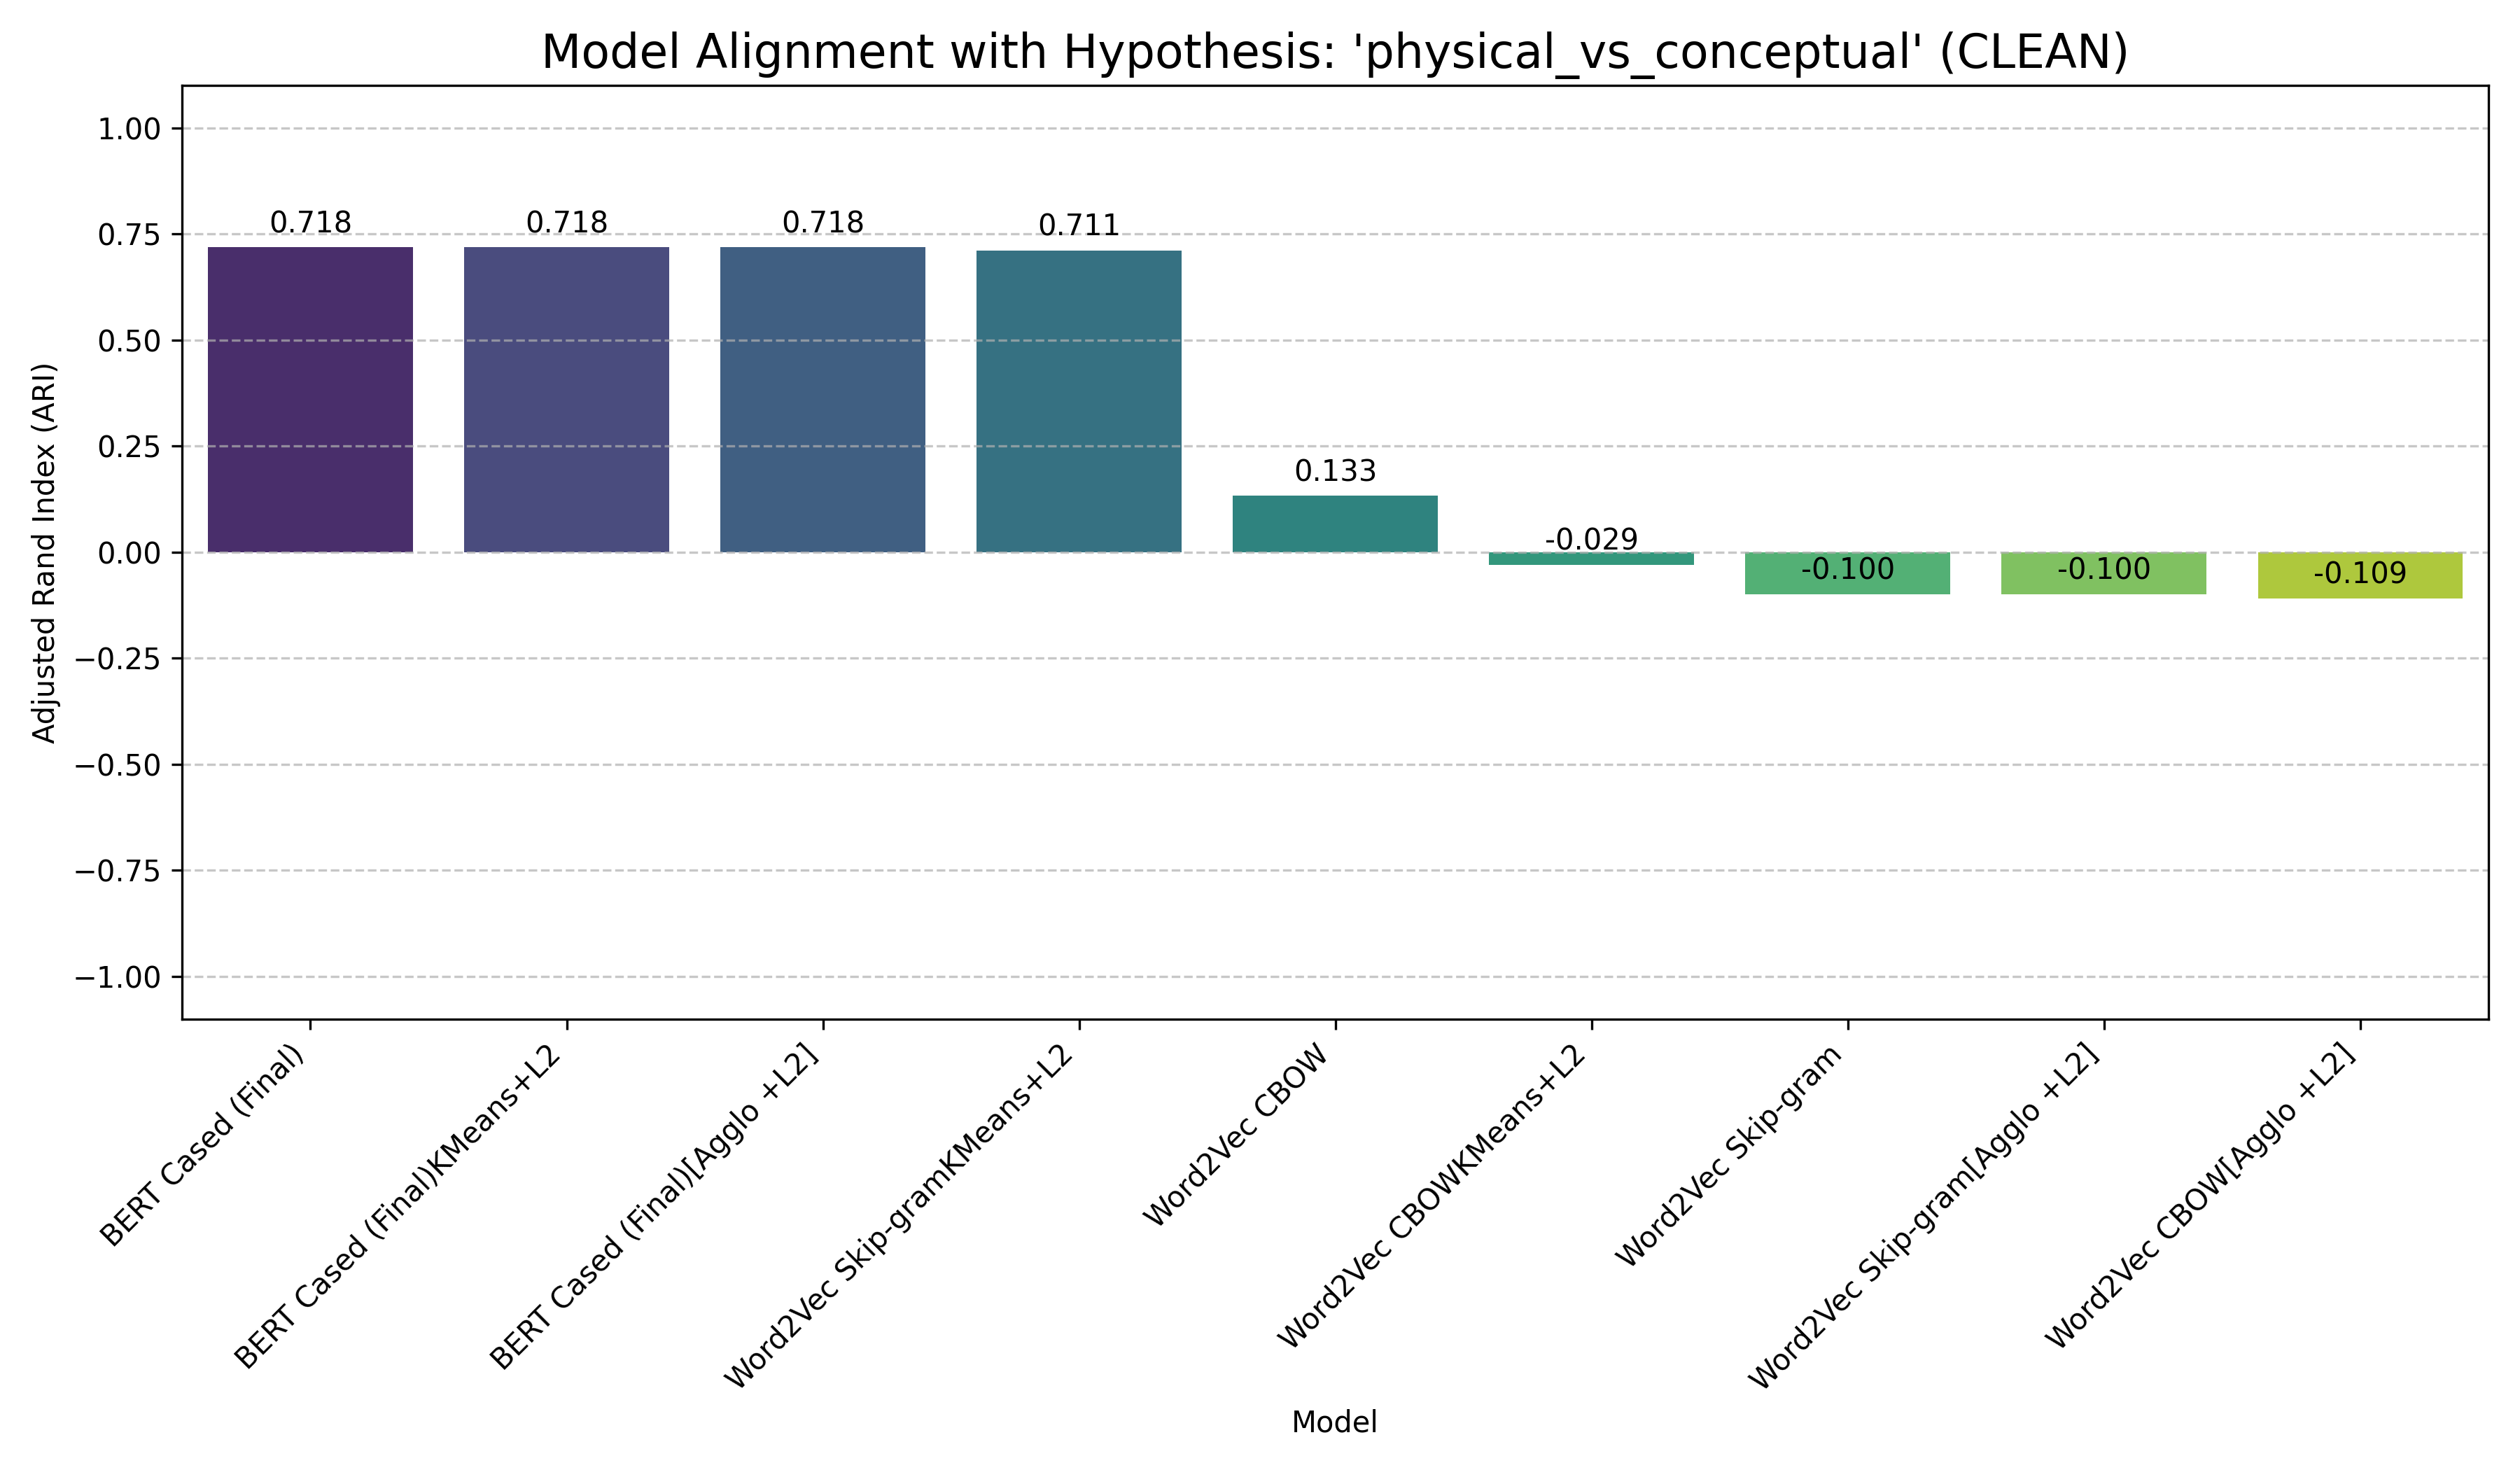 Model Alignment with Hypothesis: 'physical_vs_conceptual' (CLEAN)
Adjusted Rand Index (ARI)
1.00
0.75
0.50
0.25
0.00
−0.25
−0.50
−0.75
−1.00
0.718
0.718
0.718
0.711
0.133
-0.029
-0.100
-0.100
-0.109
BERT Cased (Final)
BERT Cased (Final)KMeans+L2
BERT Cased (Final)[Agglo +L2]
Word2Vec Skip-gramKMeans+L2
Word2Vec CBOW
Word2Vec CBOWKMeans+L2
Word2Vec Skip-gram
Word2Vec Skip-gram[Agglo +L2]
Word2Vec CBOW[Agglo +L2]
Model